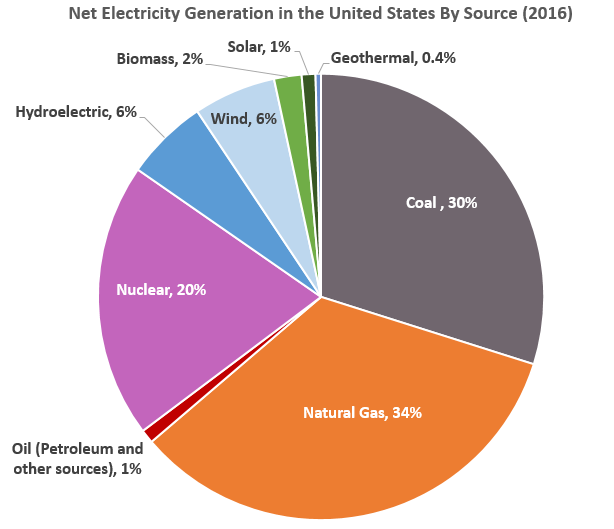 Net Electricity Generation in the United States By Source (2016)
Solar, 1%
Geothermal, 0.4%
Biomass, 2%
Hydroelectric, 6%
Wind, 6%
Coal , 30%
Nuclear, 20%
Natural Gas, 34%
Oil (Petroleum and
other sources), 1%